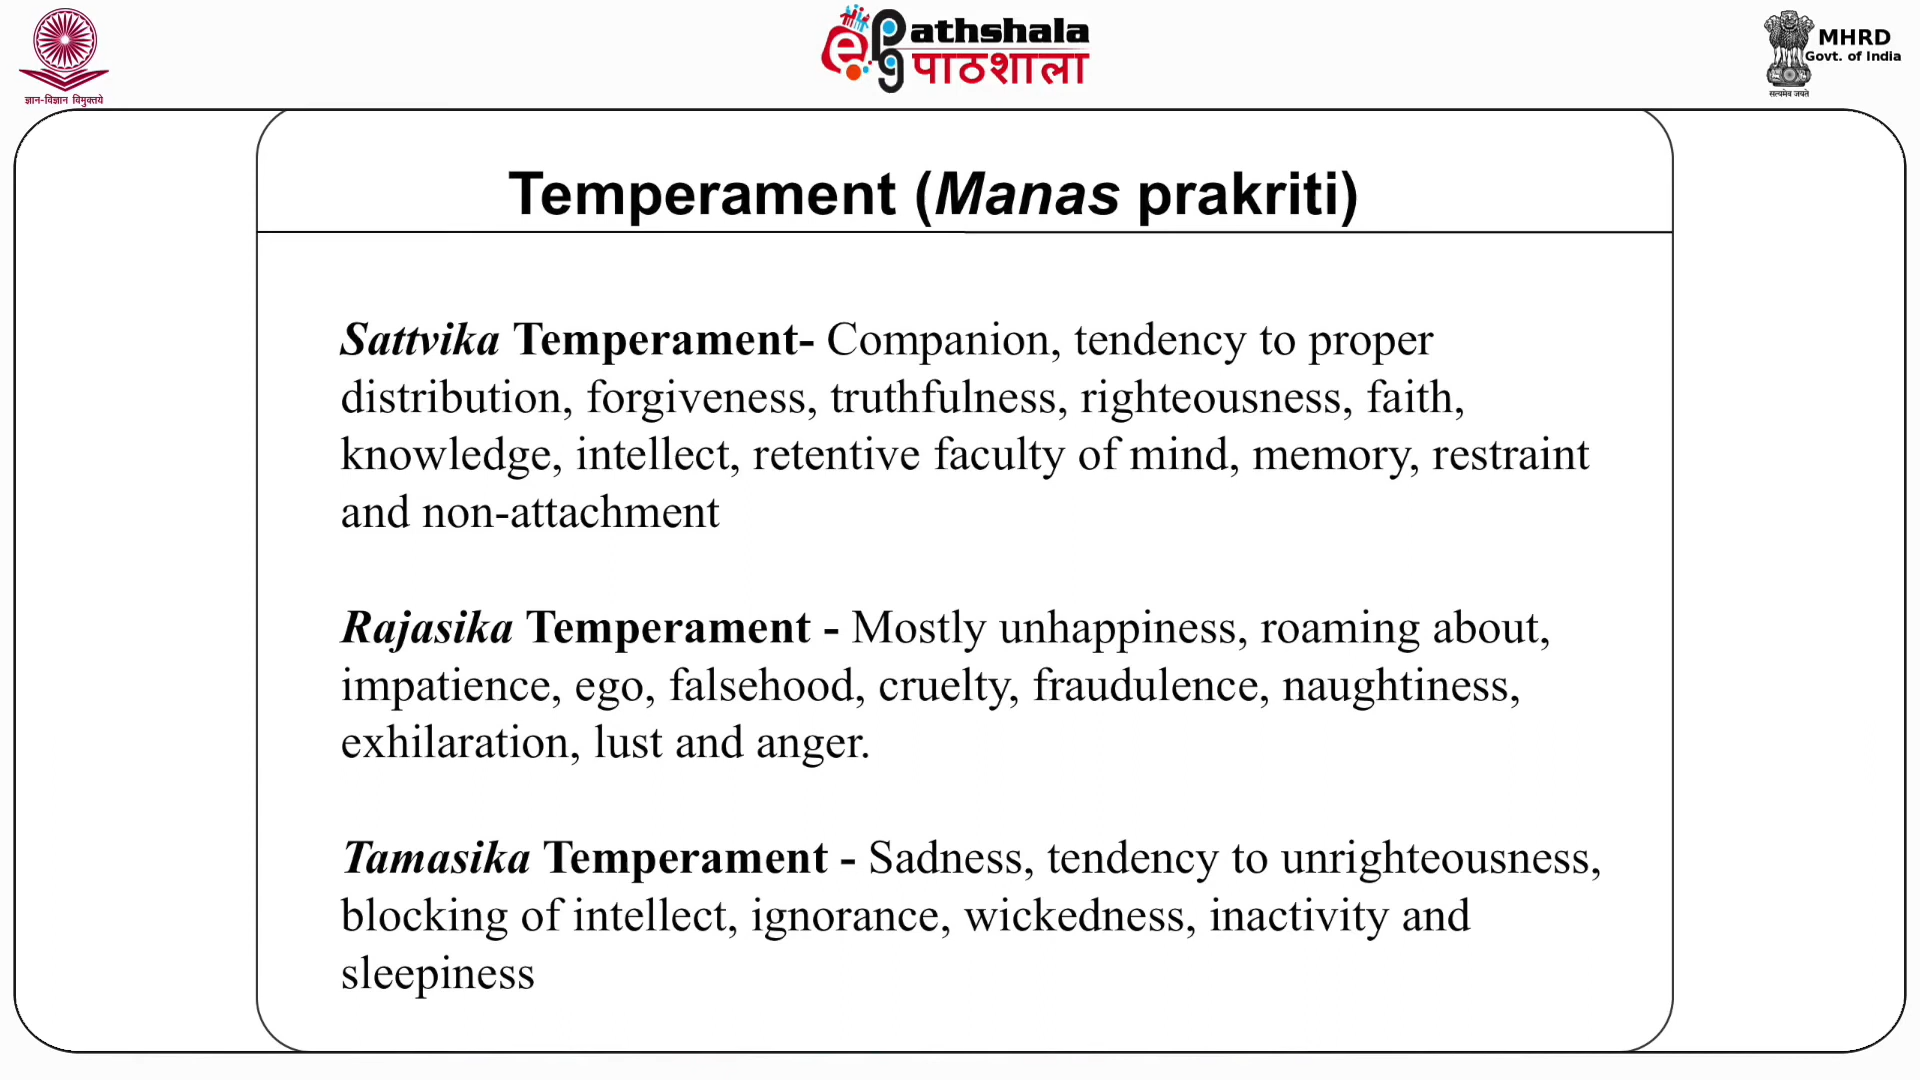 ज्ञान-विज्ञान विमुक्तये
ePathshala
पाठशाला
MHRD
Govt. of India
सत्यमेव जयते
Temperament (Manas prakriti)
Sattvika Temperament- Companion, tendency to proper
distribution, forgiveness, truthfulness, righteousness, faith,
knowledge, intellect, retentive faculty of mind, memory, restraint
and non-attachment
Rajasika Temperament - Mostly unhappiness, roaming about,
impatience, ego, falsehood, cruelty, fraudulence, naughtiness,
exhilaration, lust and anger.
Tamasika Temperament - Sadness, tendency to unrighteousness,
blocking of intellect, ignorance, wickedness, inactivity and
sleepiness